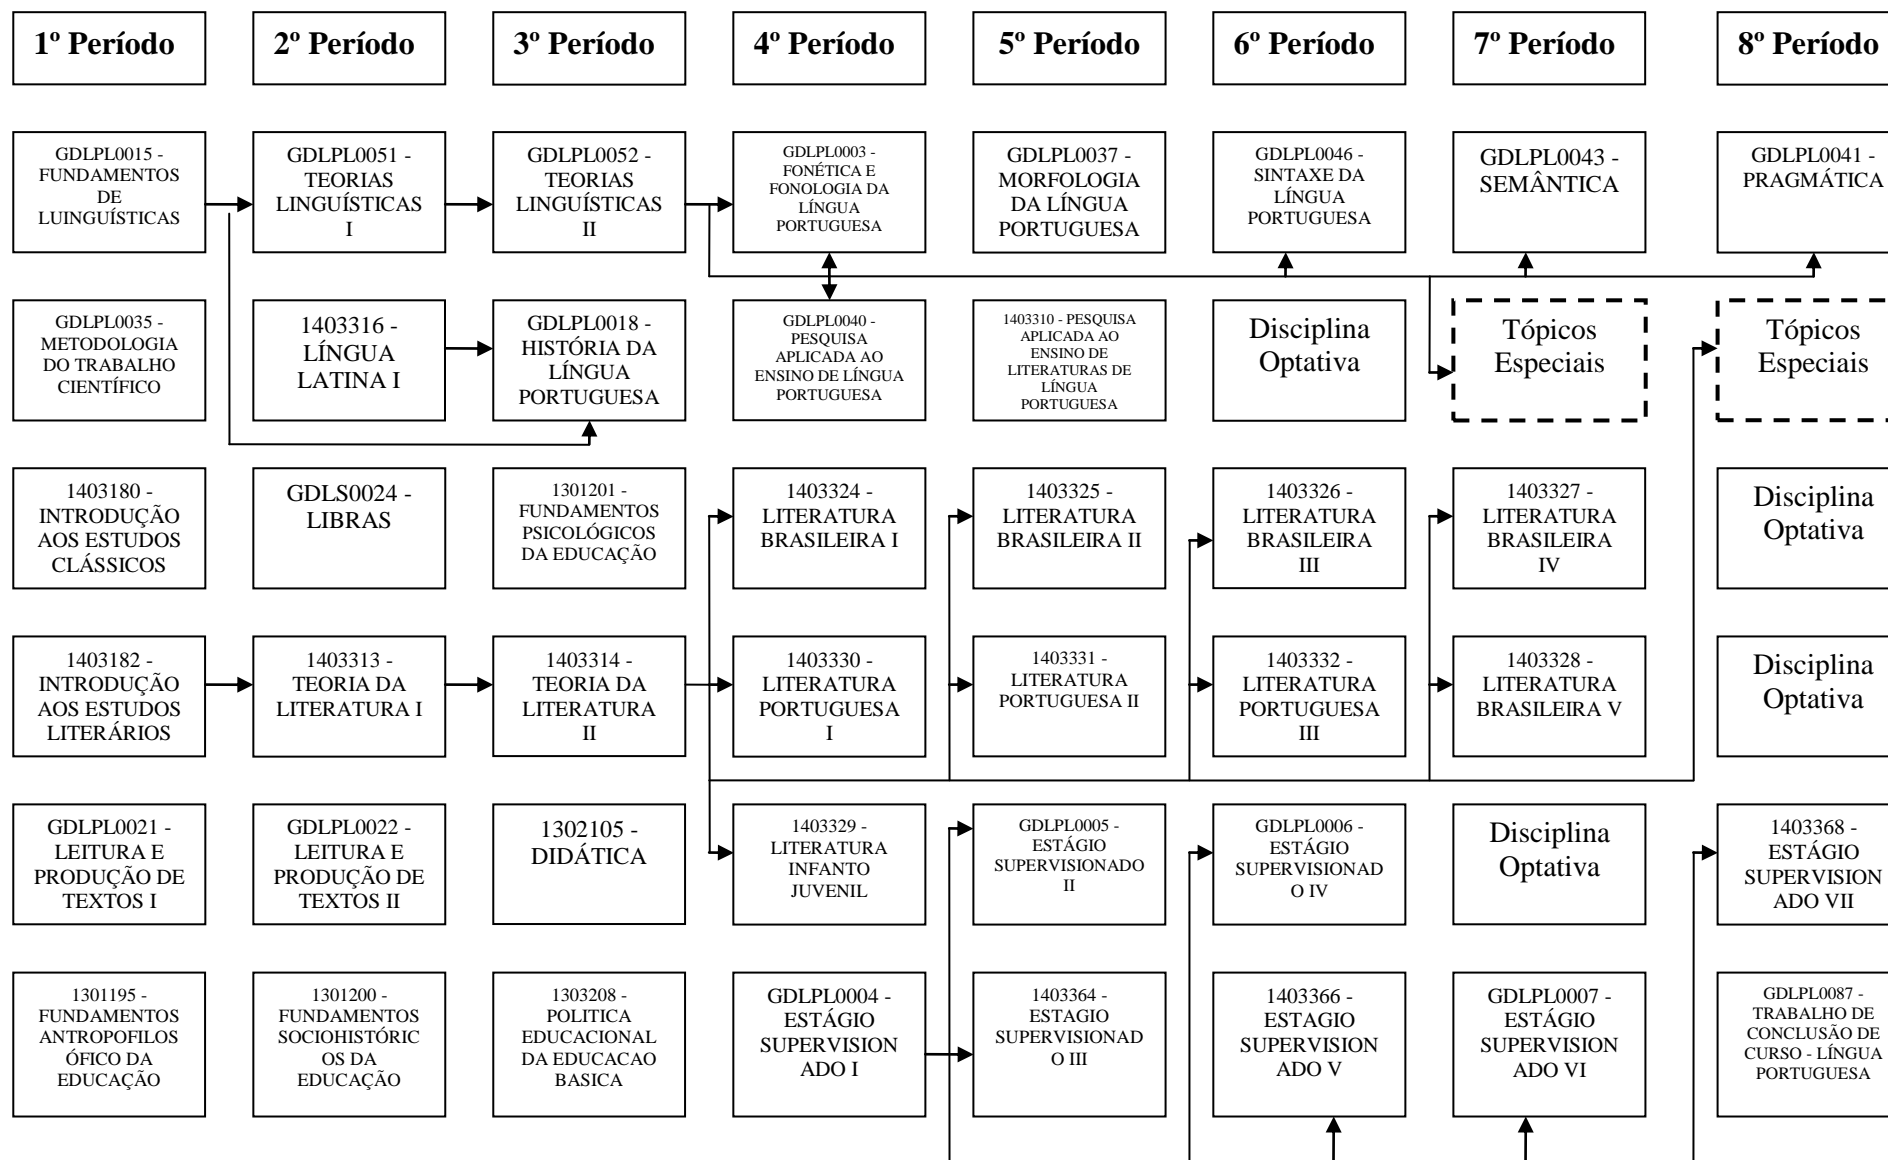 1º Período
2º Período
3º Período
4º Período
5º Período
6º Período
7º Período
8º Período
GDLPL0015 -
FUNDAMENTOS
DE
LUINGUÍSTICAS
GDLPL0051 -
TEORIAS
LINGUÍSTICAS
I
GDLPL0052 -
TEORIAS
LINGUÍSTICAS
II
GDLPL0003 -
FONÉTICA E
FONOLOGIA DA
LÍNGUA
PORTUGUESA
GDLPL0037 -
MORFOLOGIA
DA LÍNGUA
PORTUGUESA
GDLPL0046 -
SINTAXE DA
LÍNGUA
PORTUGUESA
GDLPL0043 -
SEMÂNTICA
GDLPL0041 -
PRAGMÁTICA
GDLPL0035 -
METODOLOGIA
DO TRABALHO
CIENTÍFICO
1403316 -
LÍNGUA
LATINA I
GDLPL0018 -
HISTÓRIA DA
LÍNGUA
PORTUGUESA
GDLPL0040 -
PESQUISA
APLICADA AO
ENSINO DE LÍNGUA
PORTUGUESA
1403310 - PESQUISA
APLICADA AO
ENSINO DE
LITERATURAS DE
LÍNGUA
PORTUGUESA
Disciplina
Optativa
Tópicos
Especiais
Tópicos
Especiais
1403180 -
INTRODUÇÃO
AOS ESTUDOS
CLÁSSICOS
GDLS0024 -
LIBRAS
1301201 -
FUNDAMENTOS
PSICOLÓGICOS
DA EDUCAÇÃO
1403324 -
LITERATURA
BRASILEIRA I
1403325 -
LITERATURA
BRASILEIRA II
1403326 -
LITERATURA
BRASILEIRA
III
1403327 -
LITERATURA
BRASILEIRA
IV
Disciplina
Optativa
1403182 -
INTRODUÇÃO
AOS ESTUDOS
LITERÁRIOS
1403313 -
TEORIA DA
LITERATURA I
1403314 -
TEORIA DA
LITERATURA
II
1403330 -
LITERATURA
PORTUGUESA
I
1403331 -
LITERATURA
PORTUGUESA II
1403332 -
LITERATURA
PORTUGUESA
III
1403328 -
LITERATURA
BRASILEIRA V
Disciplina
Optativa
GDLPL0021 -
LEITURA E
PRODUÇÃO DE
TEXTOS I
GDLPL0022 -
LEITURA E
PRODUÇÃO DE
TEXTOS II
1302105 -
DIDÁTICA
1403329 -
LITERATURA
INFANTO
JUVENIL
GDLPL0005 -
ESTÁGIO
SUPERVISIONADO
II
GDLPL0006 -
ESTÁGIO
SUPERVISIONAD
O IV
Disciplina
Optativa
1403368 -
ESTÁGIO
SUPERVISION
ADO VII
1301195 -
FUNDAMENTOS
ANTROPOFILOS
ÓFICO DA
EDUCAÇÃO
1301200 -
FUNDAMENTOS
SOCIOHISTÓRIC
OS DA
EDUCAÇÃO
1303208 -
POLITICA
EDUCACIONAL
DA EDUCACAO
BASICA
GDLPL0004 -
ESTÁGIO
SUPERVISION
ADO I
1403364 -
ESTAGIO
SUPERVISIONAD
O III
1403366 -
ESTAGIO
SUPERVISION
ADO V
GDLPL0007 -
ESTÁGIO
SUPERVISION
ADO VI
GDLPL0087 -
TRABALHO DE
CONCLUSÃO DE
CURSO - LÍNGUA
PORTUGUESA